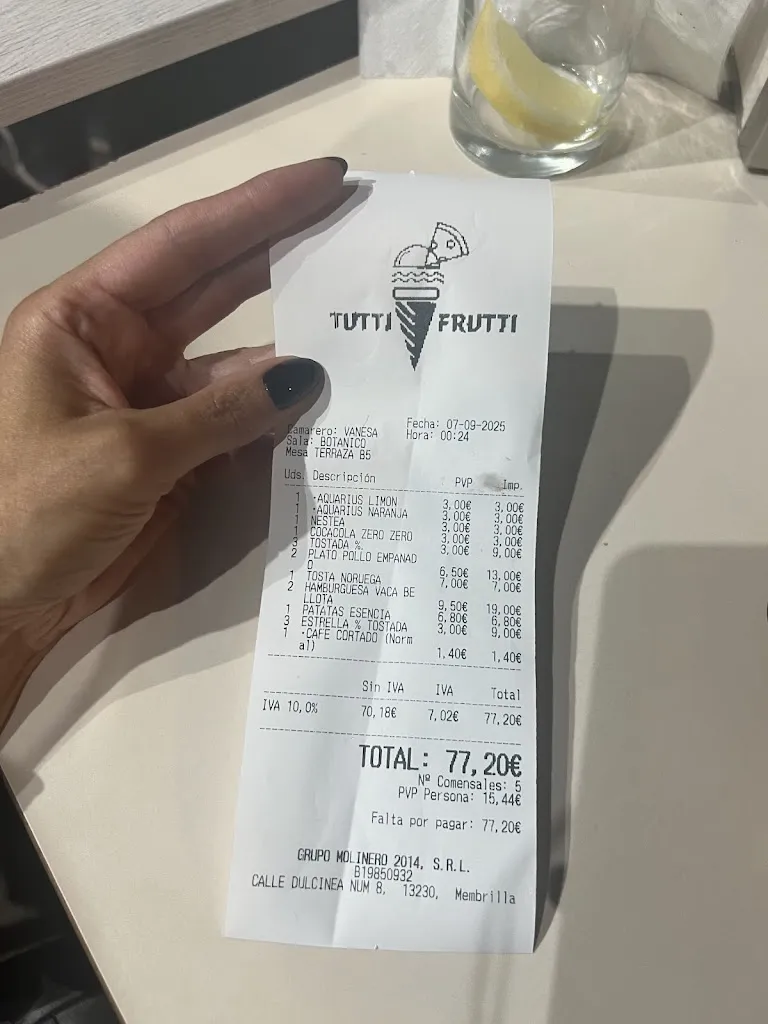 TUTTI FRUTTI
Camarero: VANESA Fecha: 07-09-2025
Sala: BOTANICO Hora: 00:24
Mesa TERRAZA B5
Uds. Descripción PVP Imp.
1 ·AQUARIUS LIMON 3,00€ 3,00€
1 ·AQUARIUS NARANJA 3,00€ 3,00€
1 NESTEA 3,00€ 3,00€
1 COCACOLA ZERO ZERO 3,00€ 3,00€
3 TOSTADA %. 3,00€ 9,00€
2 PLATO POLLO EMPANAD
O 6,50€ 13,00€
1 TOSTA NORUEGA 7,00€ 7,00€
2 HAMBURGUESA VACA BE
LLOTA 9,50€ 19,00€
1 PATATAS ESENCIA 6,80€ 6,80€
3 ESTRELLA % TOSTADA 3,00€ 9,00€
1 ·CAFE CORTADO (Norm
al) 1,40€ 1,40€
Sin IVA IVA Total
IVA 10,0% 70,18€ 7,02€ 77,20€
TOTAL: 77,20€
Nº Comensales: 5
PVP Persona: 15,44€
Falta por pagar: 77,20€
GRUPO MOLINERO 2014, S.R.L.
B19850932
CALLE DULCINEA NUM 8, 13230, Membrilla